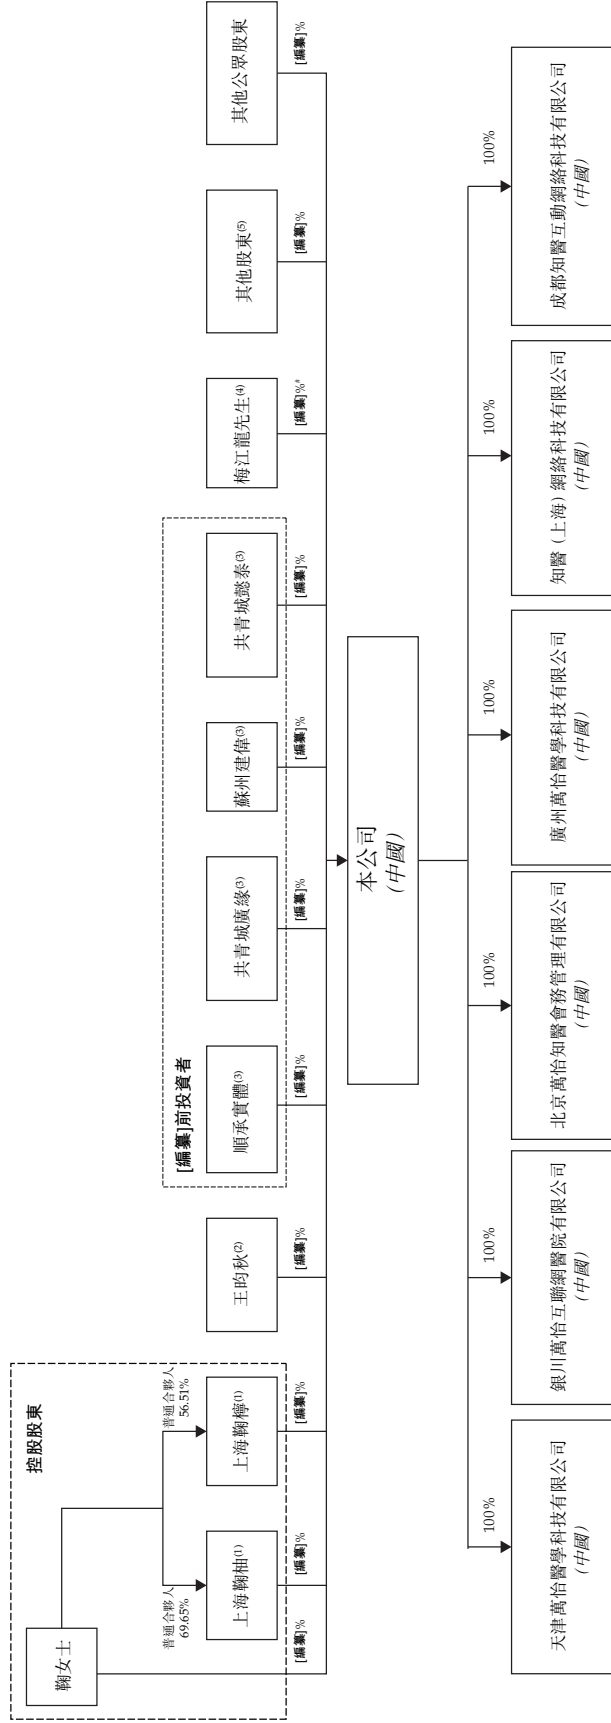 控股股東
鞠女士
普通合夥人
69.65%
普通合夥人
56.51%
[編纂]前投資者
上海鞠柚(1)
上海鞠檸(1)
王昀秋(2)
順承實體(3)
共青城廣緣(3)
蘇州建偉(3)
共青城懿泰(3)
梅江龍先生(4)
其他股東(5)
其他公眾股東
[編纂]%
[編纂]%
[編纂]%
[編纂]%
[編纂]%
[編纂]%
[編纂]%
[編纂]%
[編纂]%*
[編纂]%
[編纂]%
本公司
(中國)
100%
100%
100%
100%
100%
100%
天津萬怡醫學科技有限公司
(中國)
銀川萬怡互聯網醫院有限公司
(中國)
北京萬怡知醫會務管理有限公司
(中國)
廣州萬怡醫學科技有限公司
(中國)
知醫（上海）網絡科技有限公司
(中國)
成都知醫互動網絡科技有限公司
(中國)